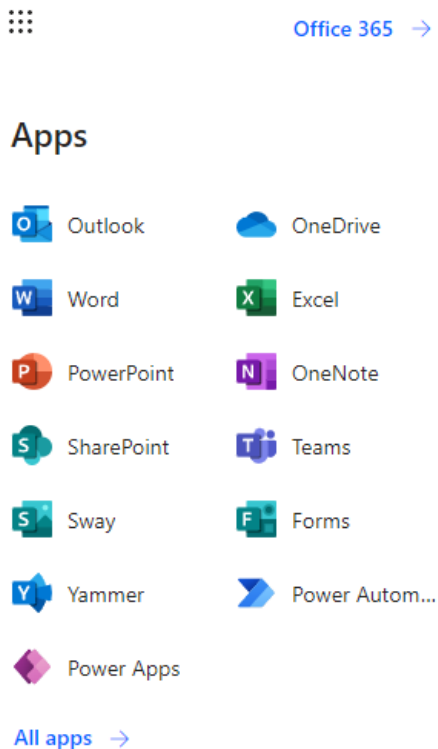 Office 365
Apps
Outlook OneDrive
Word Excel
PowerPoint OneNote
SharePoint Teams
Sway Forms
Yammer Power Autom...
Power Apps
All apps